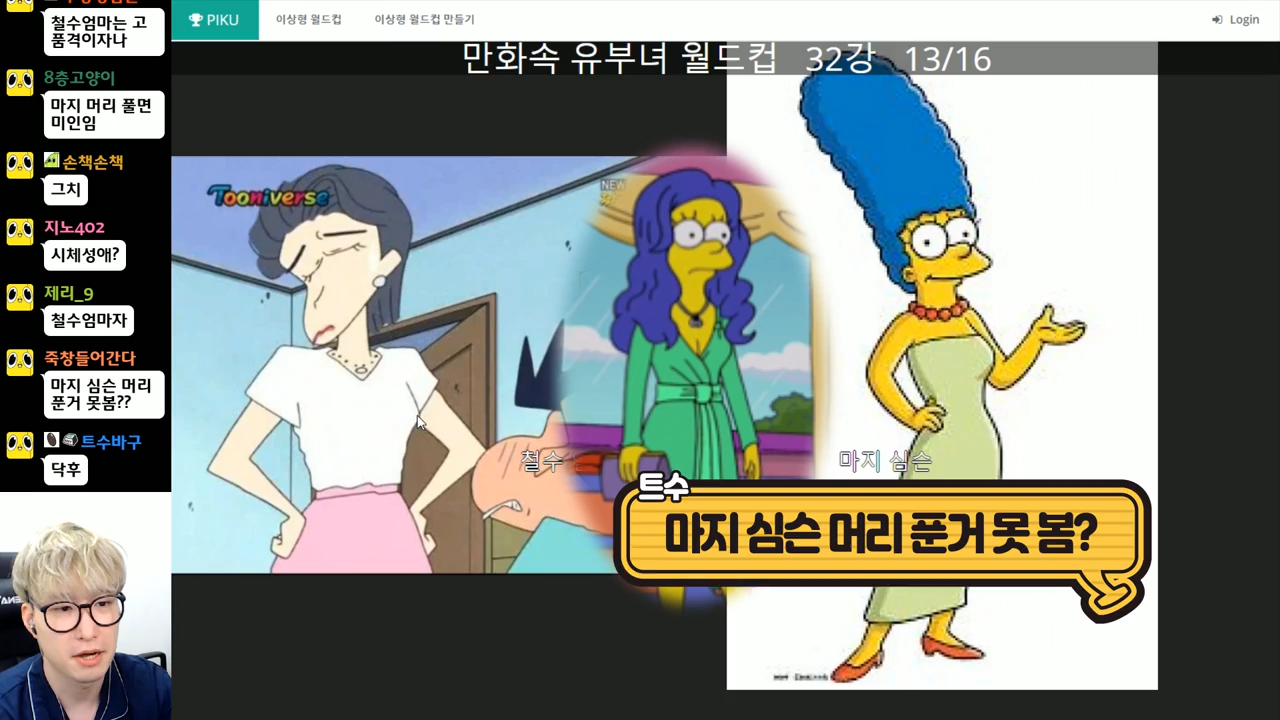 철수엄마는 고
품격이자나
8층고양이
마지 머리 풀면
미인임
손책손책
그치
지노402
시체성애?
제리_9
철수엄마자
죽창들어간다
마지 심슨 머리
푼거 못봄??
트수바구
닥후
PIKU
이상형 월드컵
이상형 월드컵 만들기
Login
만화속 유부녀 월드컵 32강 13/16
Tooniverse
NEW
철수
마지 심슨
트수
마지 심슨 머리 푼거 못 봄?